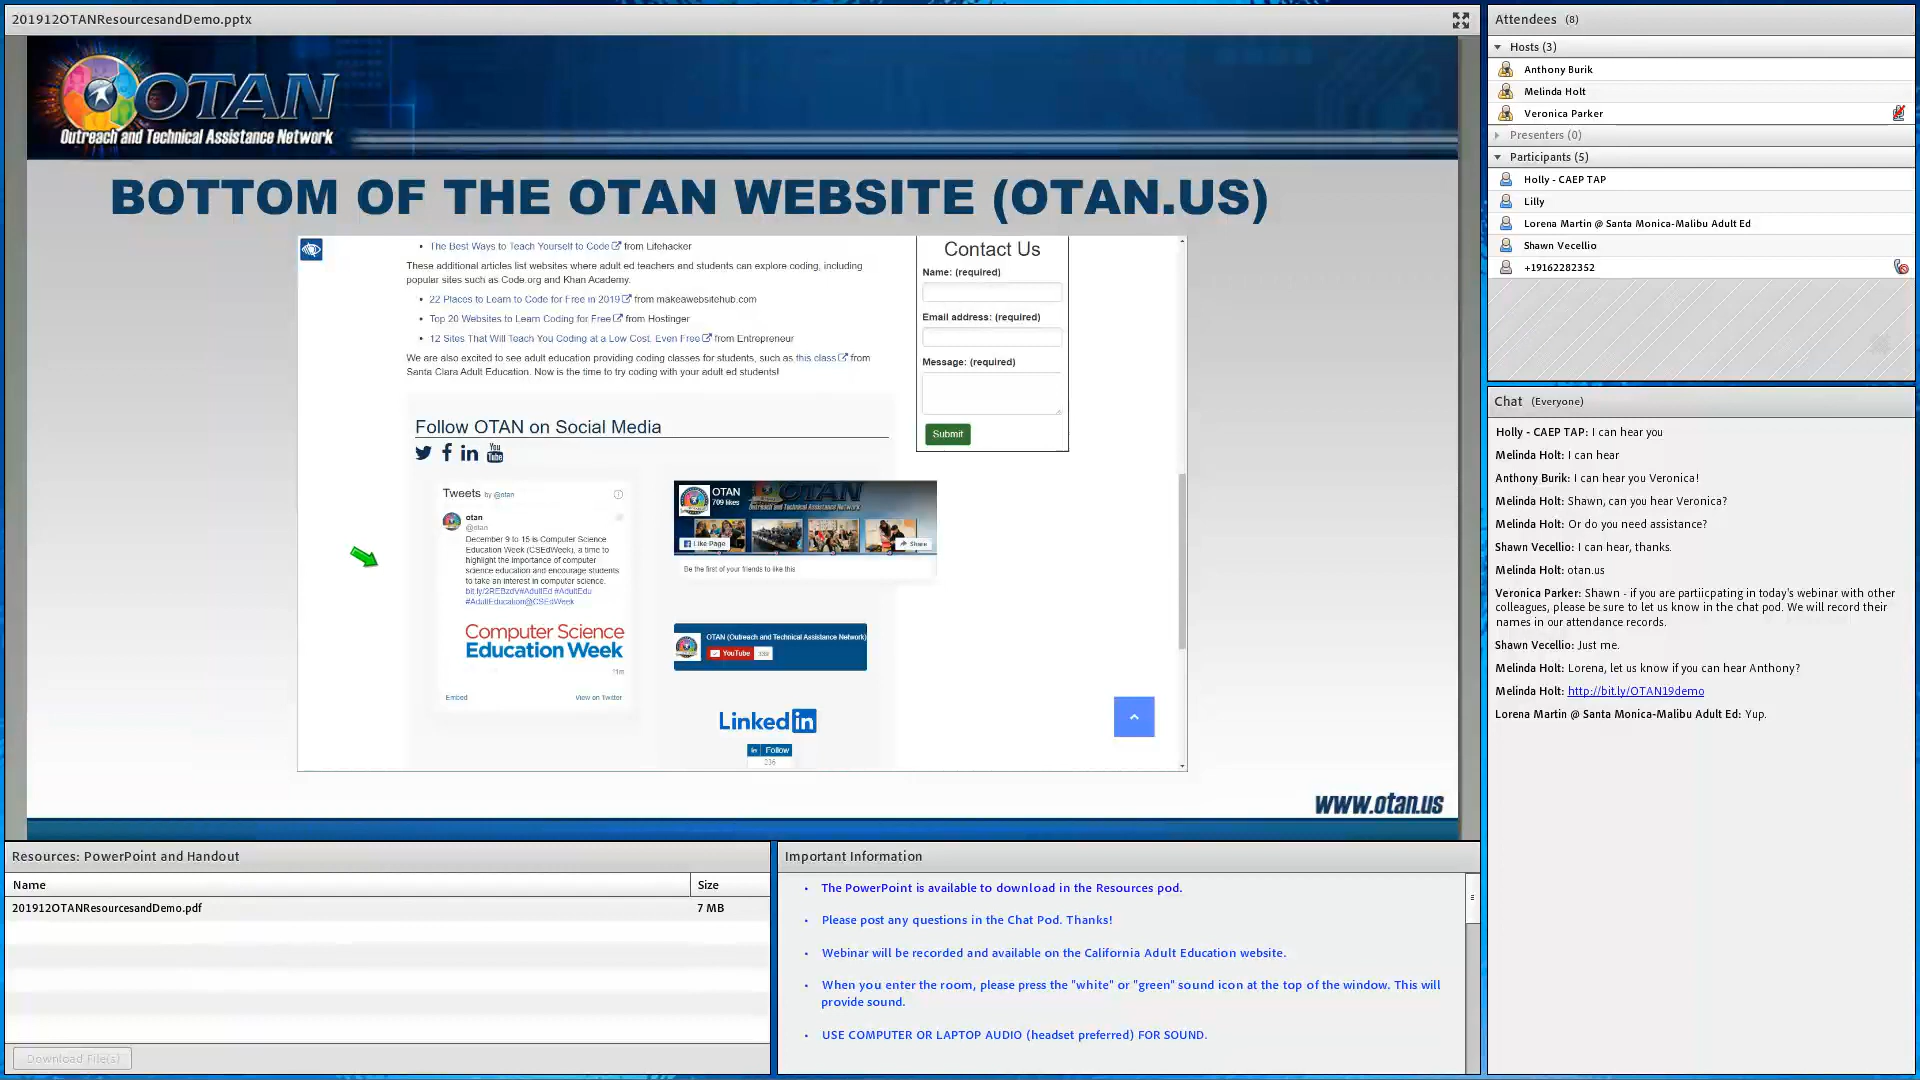 201912OTANResourcesandDemo.pptx
OTAN
Outreach and Technical Assistance Network
BOTTOM OF THE OTAN WEBSITE (OTAN.US)
The Best Ways to Teach Yourself to Code from Lifehacker
These additional articles list websites where adult ed teachers and students can explore coding, including
popular sites such as Code.org and Khan Academy.
22 Places to Learn to Code for Free in 2019 from makeawebsitehub.com
Top 20 Websites to Learn Coding for Free from Hostinger
12 Sites That Will Teach You Coding at a Low Cost. Even Free from Entrepreneur
We are also excited to see adult education providing coding classes for students, such as this class from
Santa Clara Adult Education. Now is the time to try coding with your adult ed students!
Contact Us
Name: (required)
Email address: (required)
Message: (required)
Submit
Follow OTAN on Social Media
You Tube
Tweets by @otan
otan
@otan
December 9 to 15 is Computer Science
Education Week (CSEdWeek), a time to
highlight the importance of computer
science education and encourage students
to take an interest in computer science.
bit.ly/2REBzdV#AdultEd #AdultEdu
#AdultEducation@CSEdWeek
Computer Science
Education Week
Embed
View on Twitter
OTAN
709 likes
OTAN
Outreach and Technical Assistance Network
Like Page
Share
Be the first of your friends to like this
OTAN (Outreach and Technical Assistance Network)
YouTube
LinkedIn
in Follow
236
www.otan.us
Resources: PowerPoint and Handout
Name Size
201912OTANResourcesandDemo.pdf 7 MB
Download File(s)
Important Information
The PowerPoint is available to download in the Resources pod.
Please post any questions in the Chat Pod. Thanks!
Webinar will be recorded and available on the California Adult Education website.
When you enter the room, please press the "white" or "green" sound icon at the top of the window. This will
provide sound.
USE COMPUTER OR LAPTOP AUDIO (headset preferred) FOR SOUND.
Attendees (8)
Hosts (3)
Anthony Burik
Melinda Holt
Veronica Parker
Presenters (0)
Participants (5)
Holly - CAEP TAP
Lilly
Lorena Martin @ Santa Monica-Malibu Adult Ed
Shawn Vecellio
+19162282352
Chat (Everyone)
Holly - CAEP TAP: I can hear you
Melinda Holt: I can hear
Anthony Burik: I can hear you Veronica!
Melinda Holt: Shawn, can you hear Veronica?
Melinda Holt: Or do you need assistance?
Shawn Vecellio: I can hear, thanks.
Melinda Holt: otan.us
Veronica Parker: Shawn - if you are partiicpating in today's webinar with other
colleagues, please be sure to let us know in the chat pod. We will record their
names in our attendance records.
Shawn Vecellio: Just me.
Melinda Holt: Lorena, let us know if you can hear Anthony?
Melinda Holt: http://bit.ly/OTAN19demo
Lorena Martin @ Santa Monica-Malibu Adult Ed: Yup.